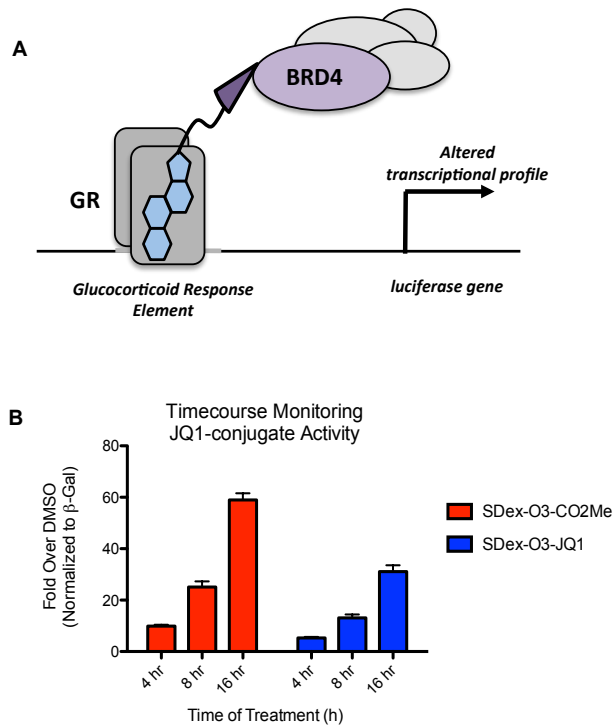 A
BRD4
GR
Altered
transcriptional profile
Glucocorticoid Response
Element
luciferase gene
B
Timecourse Monitoring
JQ1-conjugate Activity
Fold Over DMSO
(Normalized to β-Gal)
80
60
40
20
0
4 hr
8 hr
16 hr
4 hr
8 hr
16 hr
Time of Treatment (h)
SDex-O3-CO2Me
SDex-O3-JQ1